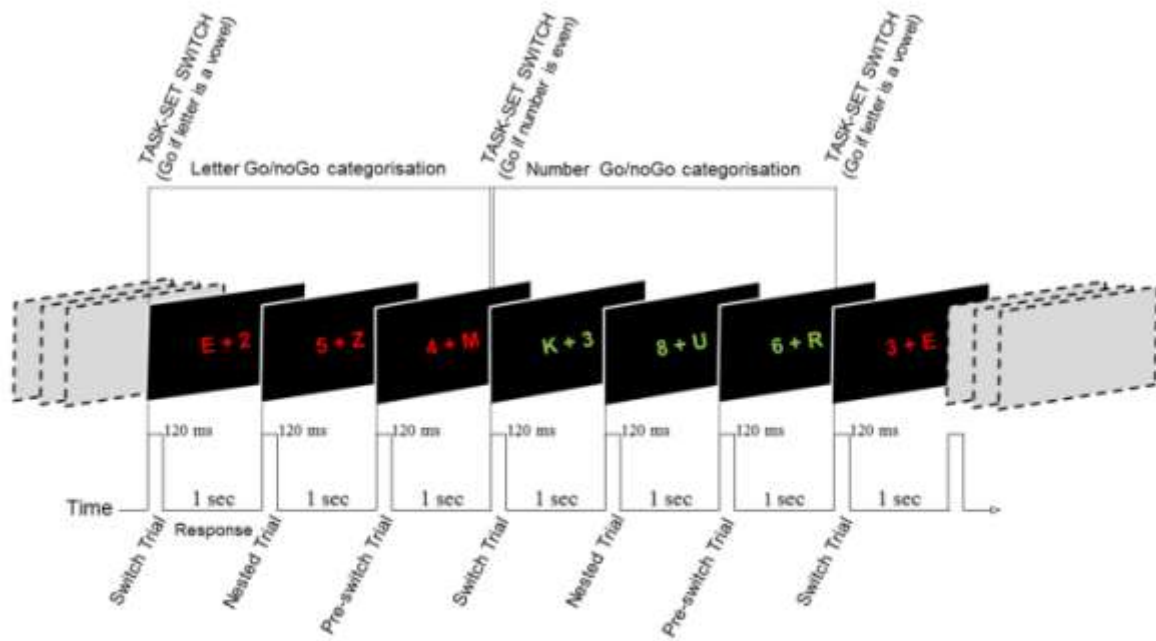 TASK-SET SWITCH
(Go if letter is a vowel)
TASK-SET SWITCH
(Go if number is even)
TASK-SET SWITCH
(Go if letter is a vowel)
Letter Go/noGo categorisation
Number Go/noGo categorisation
E + 2
5 + Z
4 + M
K + 3
8 + U
6 + R
3 + E
120 ms
120 ms
120 ms
120 ms
120 ms
120 ms
120 ms
Time
1 sec
1 sec
1 sec
1 sec
1 sec
1 sec
1 sec
Response
Switch Trial
Nested Trial
Pre-switch Trial
Switch Trial
Nested Trial
Pre-switch Trial
Switch Trial